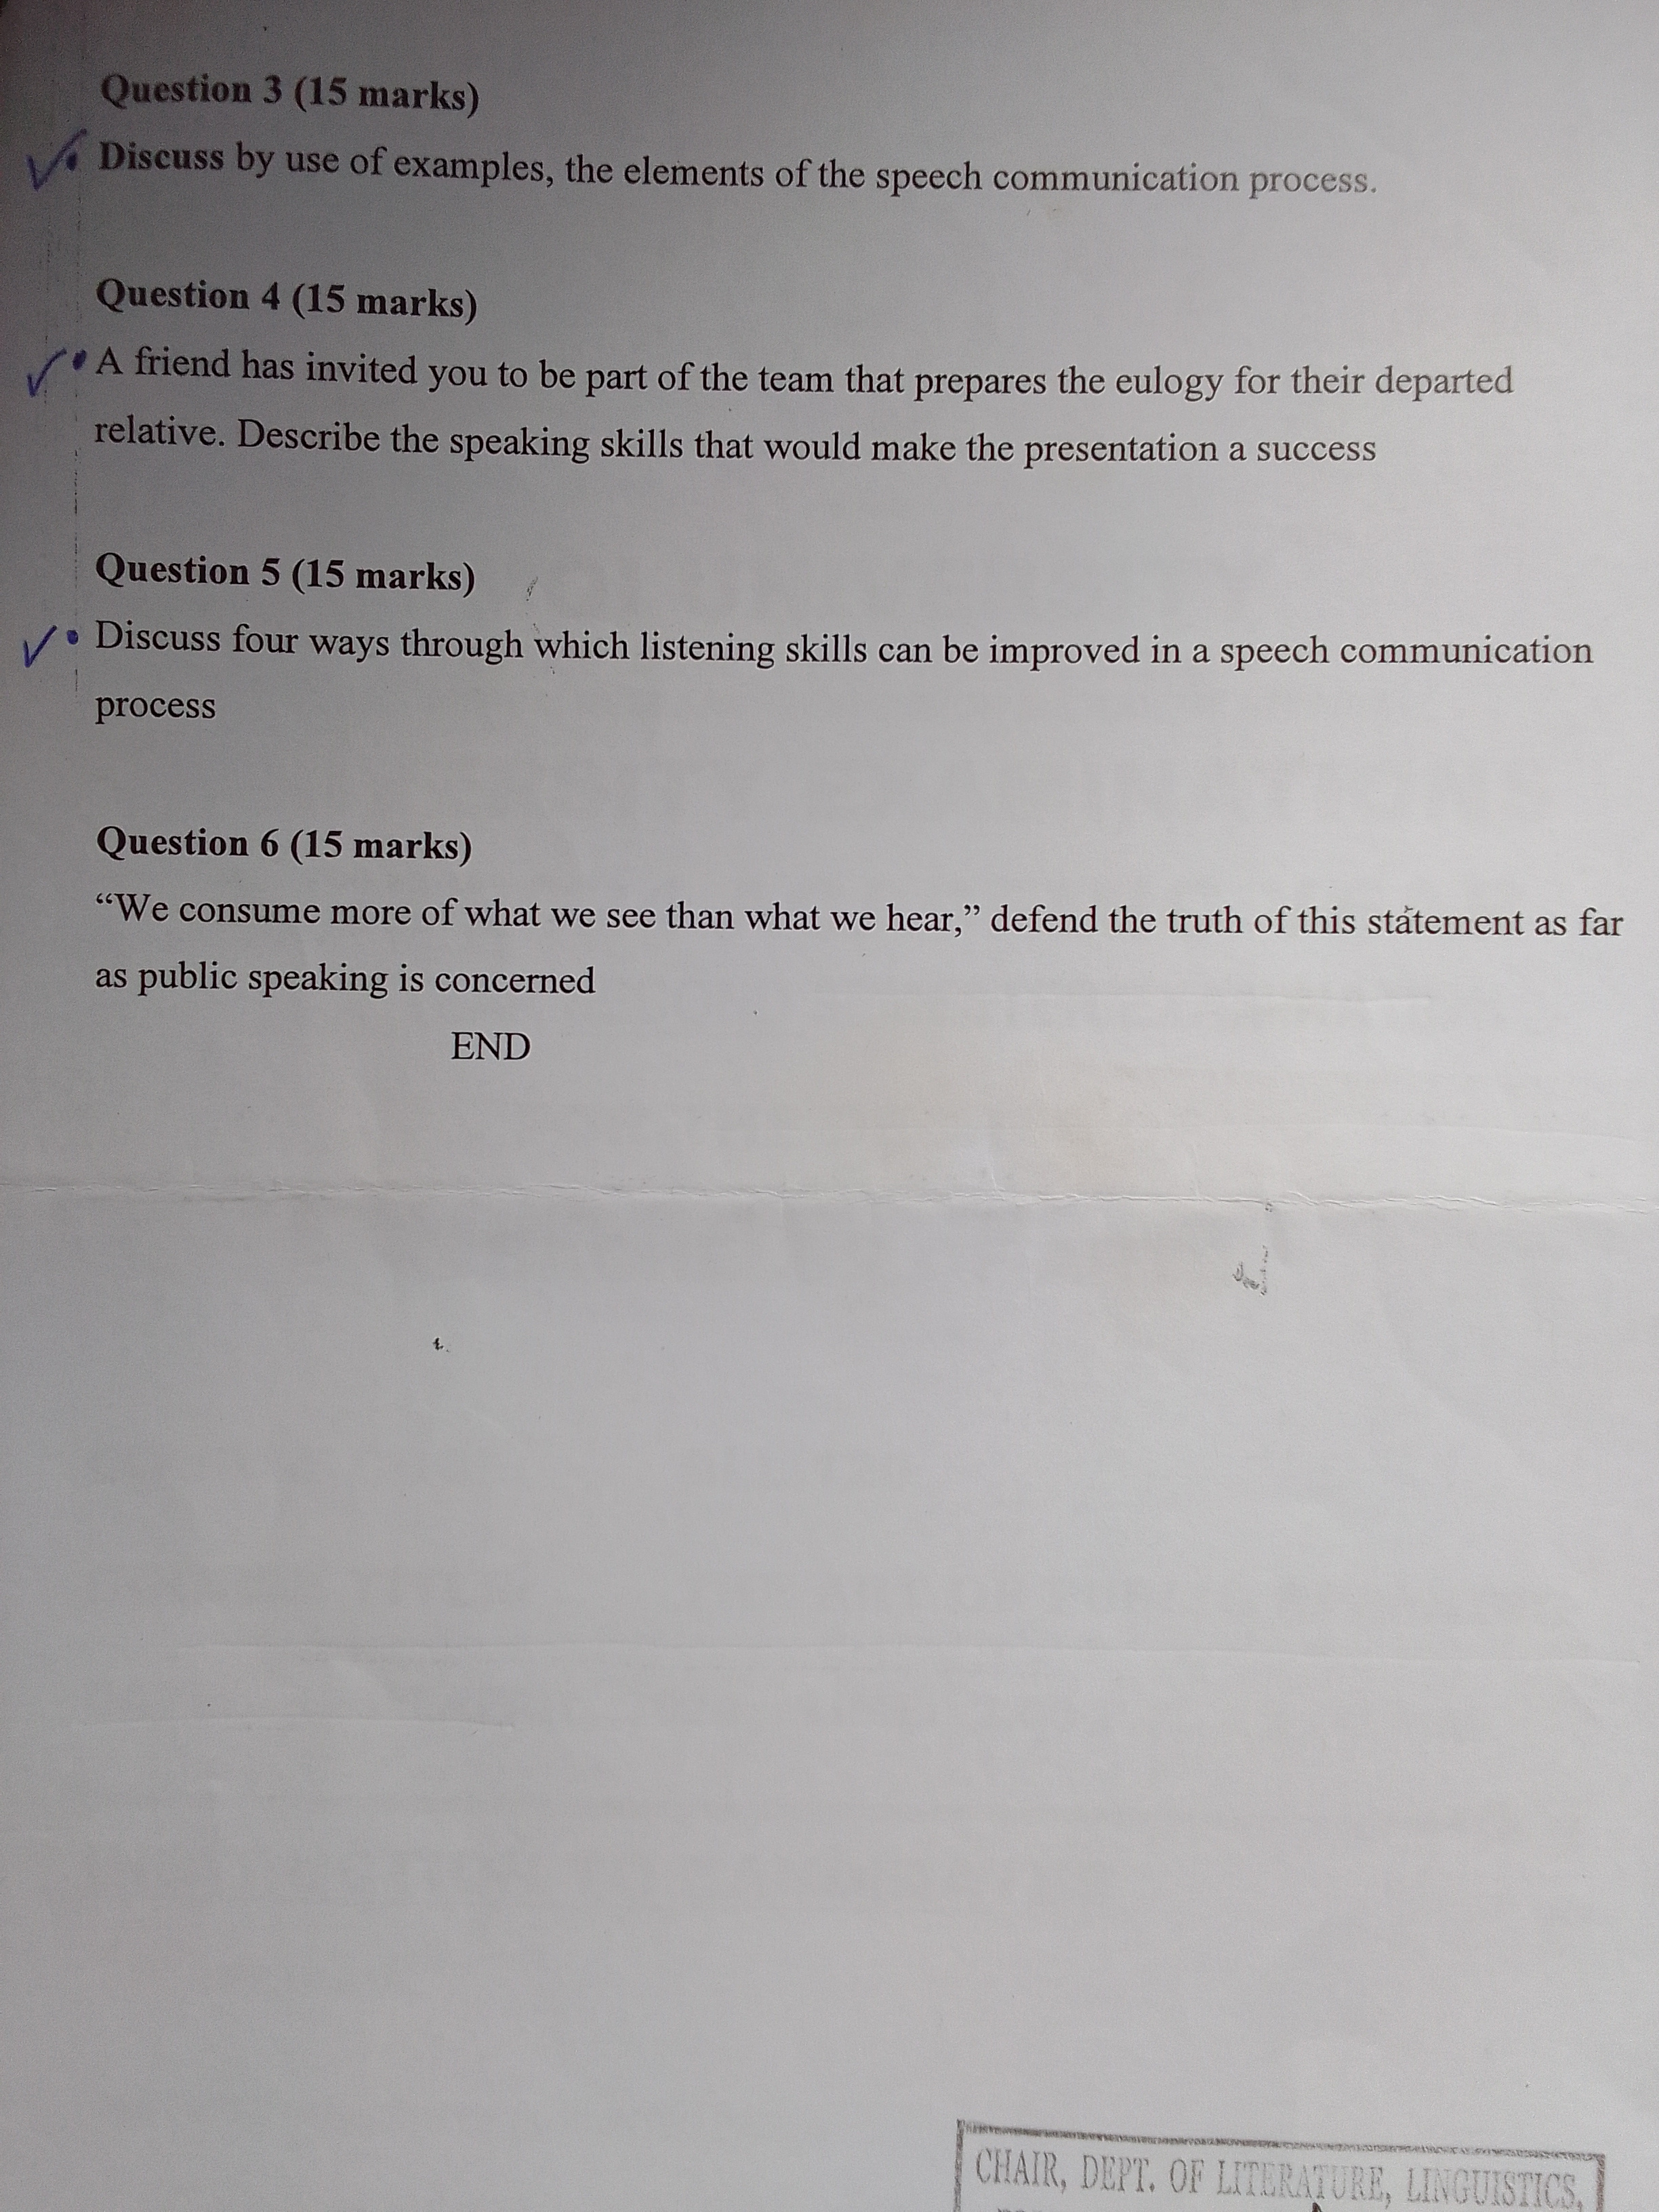 Question 3 (15 marks)
Discuss by use of examples, the elements of the speech communication process.
Question 4 (15 marks)
A friend has invited you to be part of the team that prepares the eulogy for their departed
relative. Describe the speaking skills that would make the presentation a success
Question 5 (15 marks)
Discuss four ways through which listening skills can be improved in a speech communication
process
Question 6 (15 marks)
“We consume more of what we see than what we hear,” defend the truth of this statement as far
as public speaking is concerned
END
CHAIR, DEPT. OF LITERATURE, LINGUISTICS,